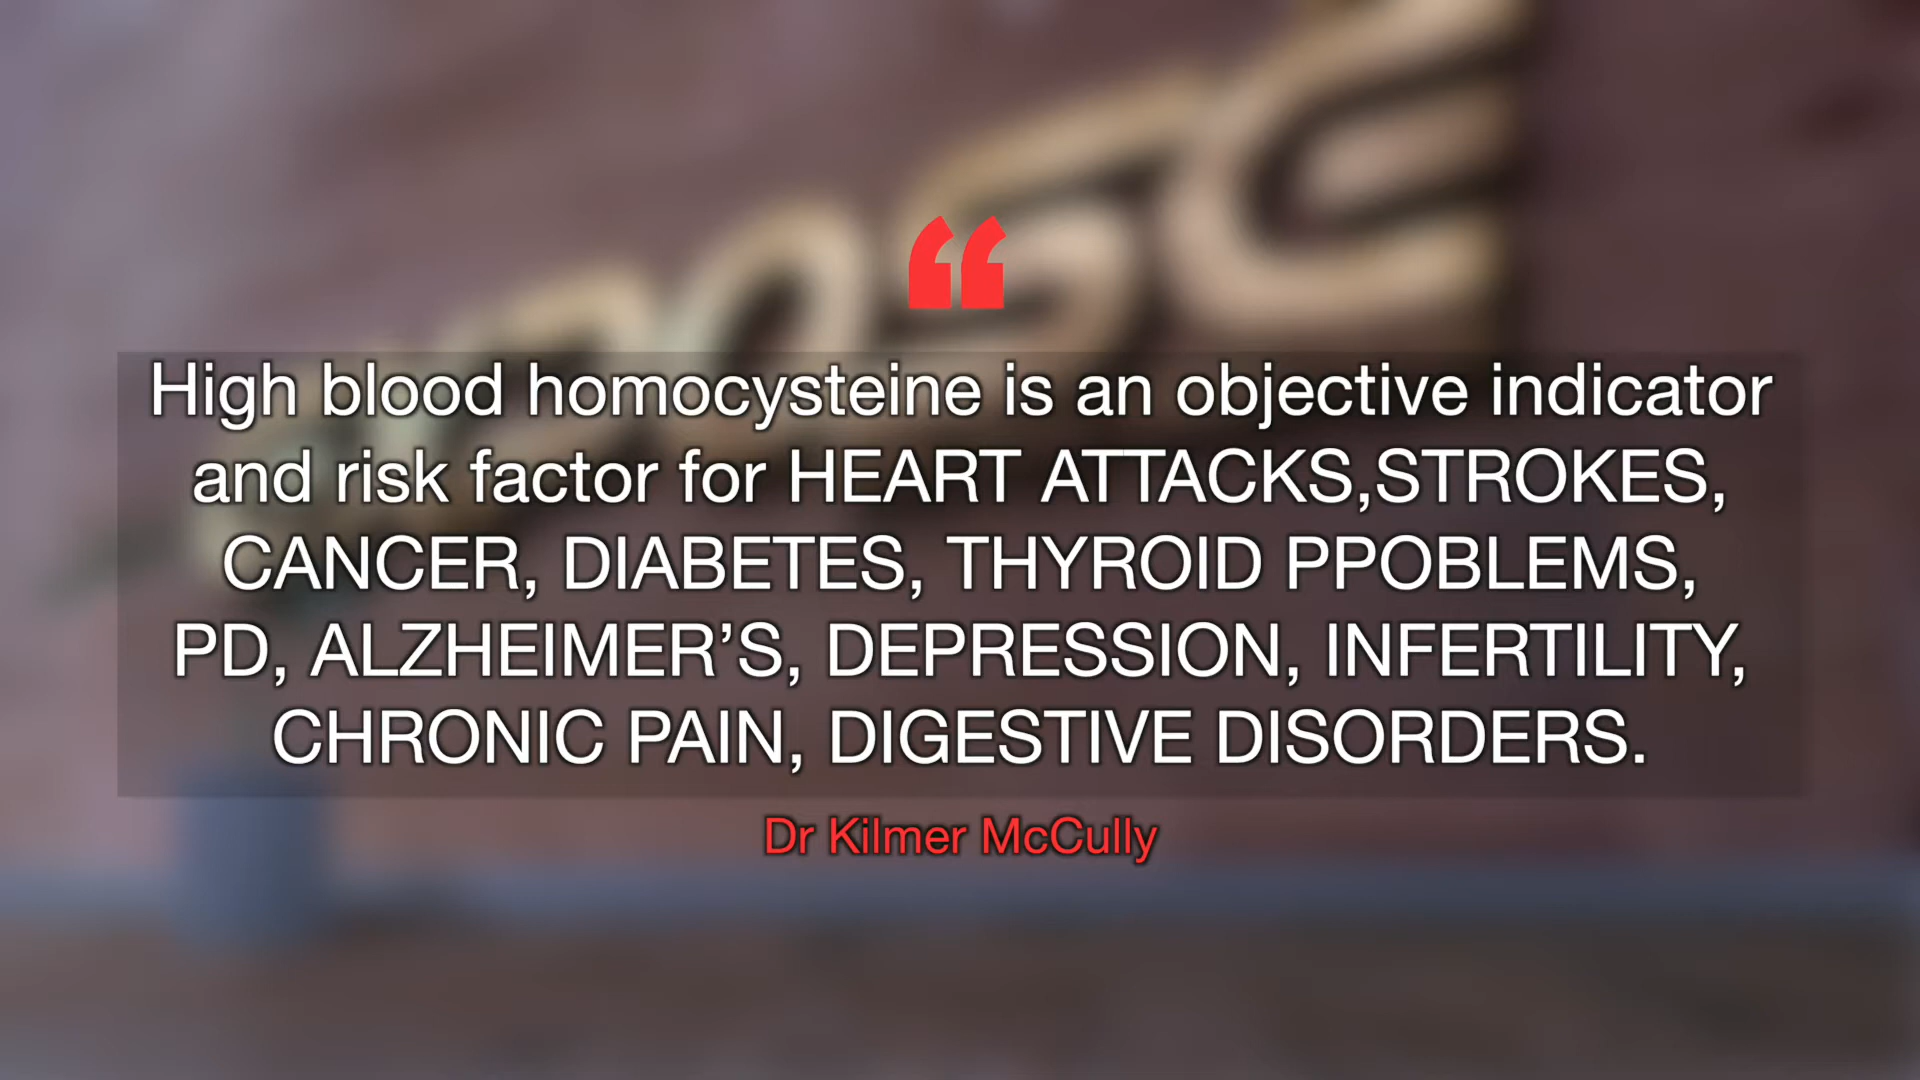 “
High blood homocysteine is an objective indicator
and risk factor for HEART ATTACKS,STROKES,
CANCER, DIABETES, THYROID PPOBLEMS,
PD, ALZHEIMER’S, DEPRESSION, INFERTILITY,
CHRONIC PAIN, DIGESTIVE DISORDERS.
Dr Kilmer McCully